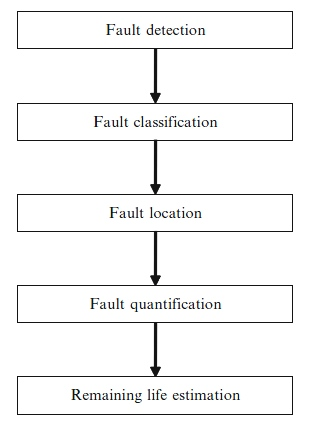 Fault detection
Fault classification
Fault location
Fault quantification
Remaining life estimation